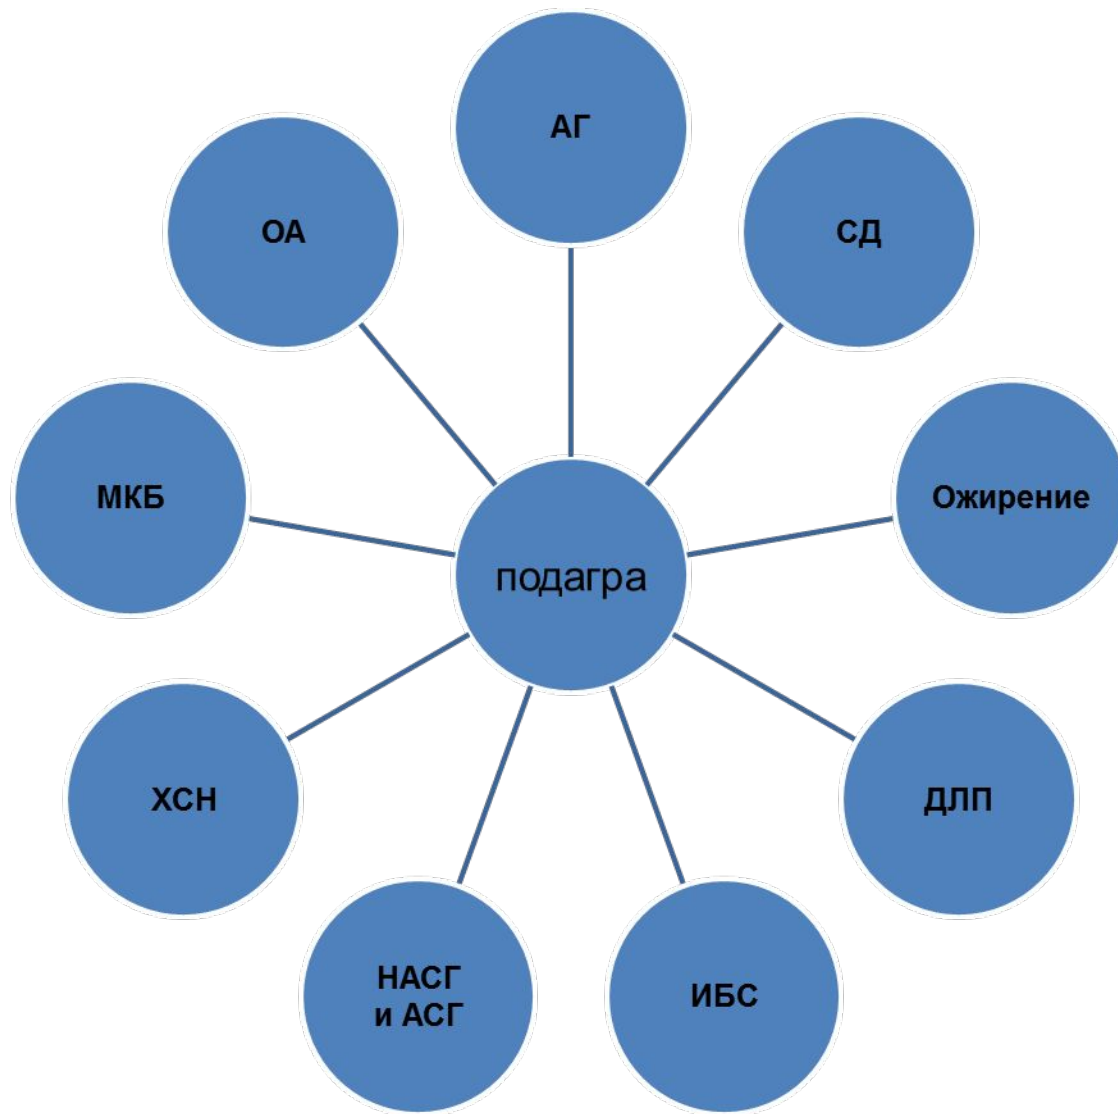 АГ
ОА
СД
МКБ
Ожирение
подагра
ХСН
ДЛП
НАСГ
и АСГ
ИБС